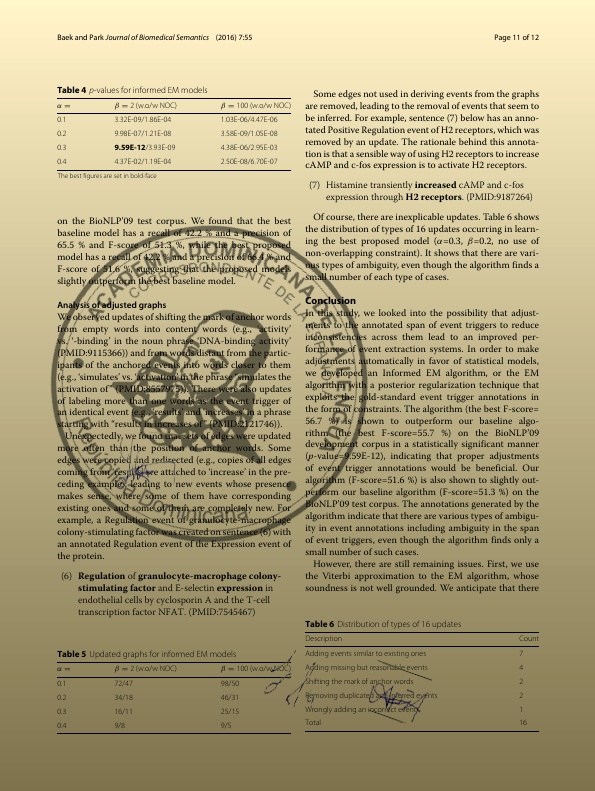 Baek and Park Journal of Biomedical Semantics (2016) 7:55
Page 11 of 12
Table 4 p-values for informed EM models
α = β = 2 (w.o/w NOC) β = 100 (w.o/w NOC)
0.1 3.32E-09/1.86E-04 1.03E-06/4.47E-06
0.2 9.98E-07/1.21E-08 3.58E-09/1.05E-08
0.3 9.59E-12/3.93E-09 4.38E-06/2.95E-03
0.4 4.37E-02/1.19E-04 2.50E-08/6.70E-07
The best figures are set in bold-face
on the BioNLP'09 test corpus. We found that the best
baseline model has a recall of 42.2 % and a precision of
65.5 % and F-score of 51.3 %, while the best proposed
model has a recall of 42.2 % and a precision of 66.4 % and
F-score of 51.6 %, suggesting that the proposed models
slightly outperform the best baseline model.
Analysis of adjusted graphs
We observed updates of shifting the mark of anchor words
from empty words into content words (e.g., 'activity'
vs. '-binding' in the noun phrase 'DNA-binding activity'
(PMID:9115366)) and from words distant from the partic-
ipants of the anchored events into words closer to them
(e.g., 'simulates' vs. 'activation' in the phrase 'simulates the
activation of' (PMID:8557975)). There were also updates
of labeling more than one words as the event trigger of
an identical event (e.g., 'results' and 'increases' in a phrase
starting with "results in increases of" (PMID:2121746)).
Unexpectedly, we found that sets of edges were updated
more often than the position of anchor words. Some
edges were copied and redirected (e.g., copies of all edges
coming from 'result' are attached to 'increase' in the pre-
ceding example), leading to new events whose presence
makes sense, where some of them have corresponding
existing ones and some of them are completely new. For
example, a Regulation event of granulocyte-macrophage
colony-stimulating factor was created on sentence (6) with
an annotated Regulation event of the Expression event of
the protein.
(6) Regulation of granulocyte-macrophage colony-
stimulating factor and E-selectin expression in
endothelial cells by cyclosporin A and the T-cell
transcription factor NFAT. (PMID:7545467)
Table 5 Updated graphs for informed EM models
α = β = 2 (w.o/w NOC) β = 100 (w.o/w NOC)
0.1 72/47 98/50
0.2 34/18 46/31
0.3 16/11 25/15
0.4 9/8 9/5
Some edges not used in deriving events from the graphs
are removed, leading to the removal of events that seem to
be inferred. For example, sentence (7) below has an anno-
tated Positive Regulation event of H2 receptors, which was
removed by an update. The rationale behind this annota-
tion is that a sensible way of using H2 receptors to increase
cAMP and c-fos expression is to activate H2 receptors.
(7) Histamine transiently increased cAMP and c-fos
expression through H2 receptors. (PMID:9187264)
Of course, there are inexplicable updates. Table 6 shows
the distribution of types of 16 updates occurring in learn-
ing the best proposed model (α=0.3, β=0.2, no use of
non-overlapping constraint). It shows that there are vari-
ous types of ambiguity, even though the algorithm finds a
small number of each type of cases.
Conclusion
In this study, we looked into the possibility that adjust-
ments to the annotated span of event triggers to reduce
inconsistencies across them lead to an improved per-
formance of event extraction systems. In order to make
adjustments automatically in favor of statistical models,
we developed an Informed EM algorithm, or the EM
algorithm with a posterior regularization technique that
exploits the gold-standard event trigger annotations in
the form of constraints. The algorithm (the best F-score=
56.7 %) is shown to outperform our baseline algo-
rithm (the best F-score=55.7 %) on the BioNLP'09
development corpus in a statistically significant manner
(p-value=9.59E-12), indicating that proper adjustments
of event trigger annotations would be beneficial. Our
algorithm (F-score=51.6 %) is also shown to slightly out-
perform our baseline algorithm (F-score=51.3 %) on the
BioNLP'09 test corpus. The annotations generated by the
algorithm indicate that there are various types of ambigu-
ity in event annotations including ambiguity in the span
of event triggers, even though the algorithm finds only a
small number of such cases.
However, there are still remaining issues. First, we use
the Viterbi approximation to the EM algorithm, whose
soundness is not well grounded. We anticipate that there
Table 6 Distribution of types of 16 updates
Description Count
Adding events similar to existing ones 7
Adding missing but reasonable events 4
Shifting the mark of anchor words 2
Removing duplicated and inferred events 2
Wrongly adding an incorrect event 1
Total 16